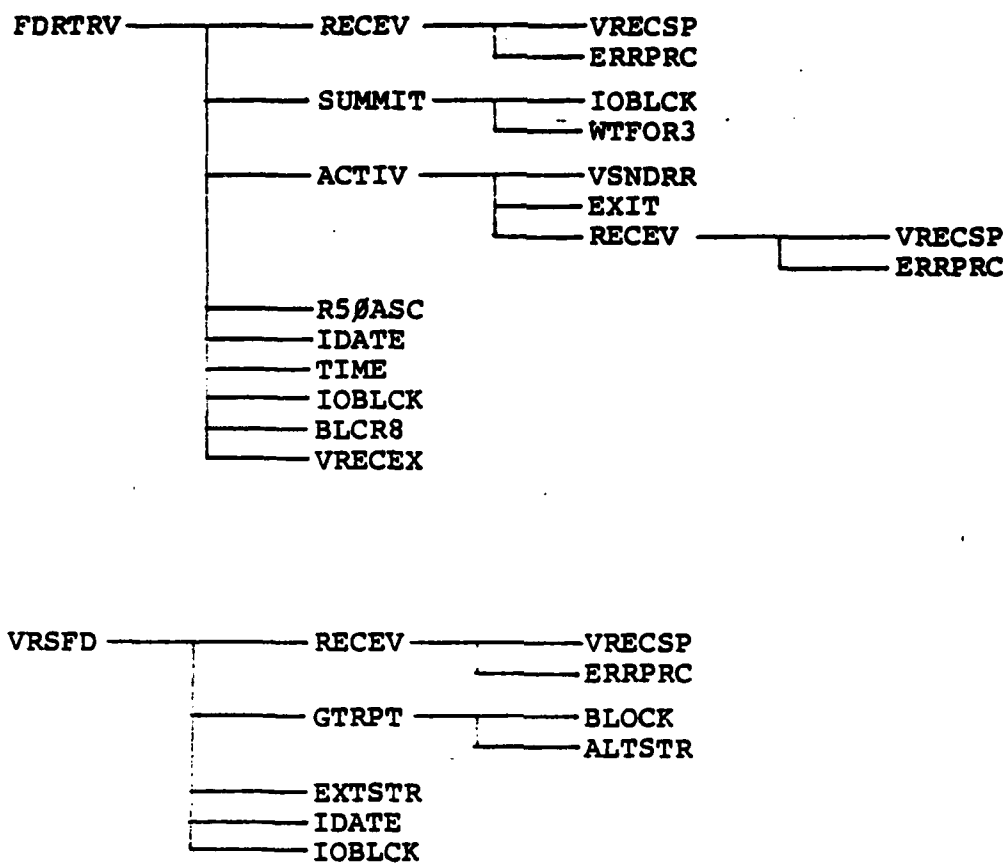 FDRTRV RECEV VRECSP
ERRPRC
SUMMIT IOBLCK
WTFOR3
ACTIV VSNDRR
EXIT
RECEV VRECSP
ERRPRC
R5ØASC
IDATE
TIME
IOBLCK
BLCR8
VRECEX
VRSFD RECEV VRECSP
ERRPRC
GTRPT BLOCK
ALTSTR
EXTSTR
IDATE
IOBLCK